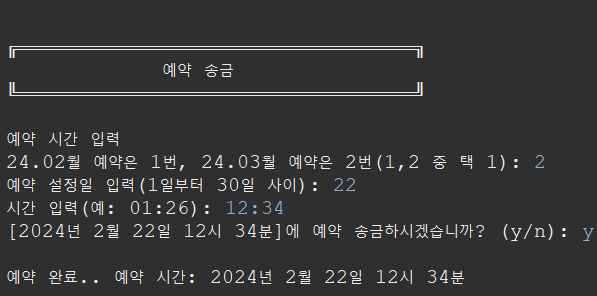 예약 송금
예약 시간 입력
24.02월 예약은 1번, 24.03월 예약은 2번(1,2 중 택 1): 2
예약 설정일 입력(1일부터 30일 사이): 22
시간 입력(예: 01:26): 12:34
[2024년 2월 22일 12시 34분]에 예약 송금하시겠습니까? (y/n): y
예약 완료.. 예약 시간: 2024년 2월 22일 12시 34분